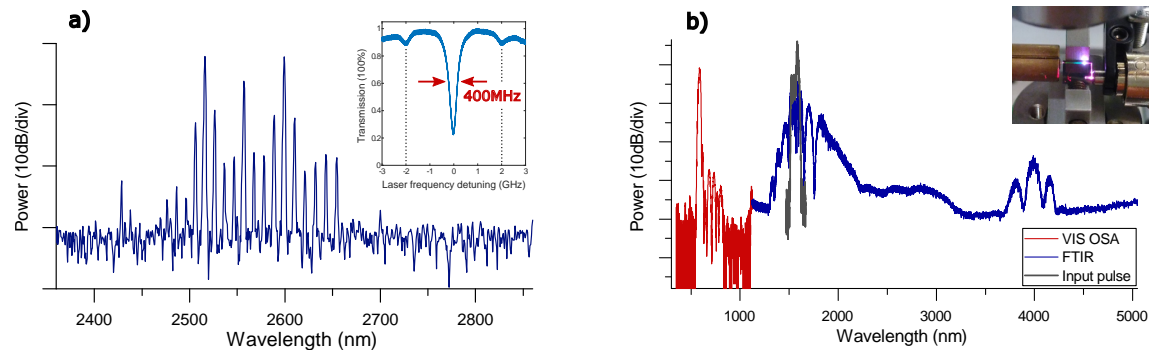 a)
Power (10dB/div)
2400
2500
2600
2700
2800
Wavelength (nm)
Transmission (100%)
1
0.8
0.6
0.4
0.2
0
-3
-2
-1
0
1
2
3
Laser frequency detuning (GHz)
400MHz
b)
Power (10dB/div)
1000
2000
3000
4000
5000
Wavelength (nm)
VIS OSA
FTIR
Input pulse